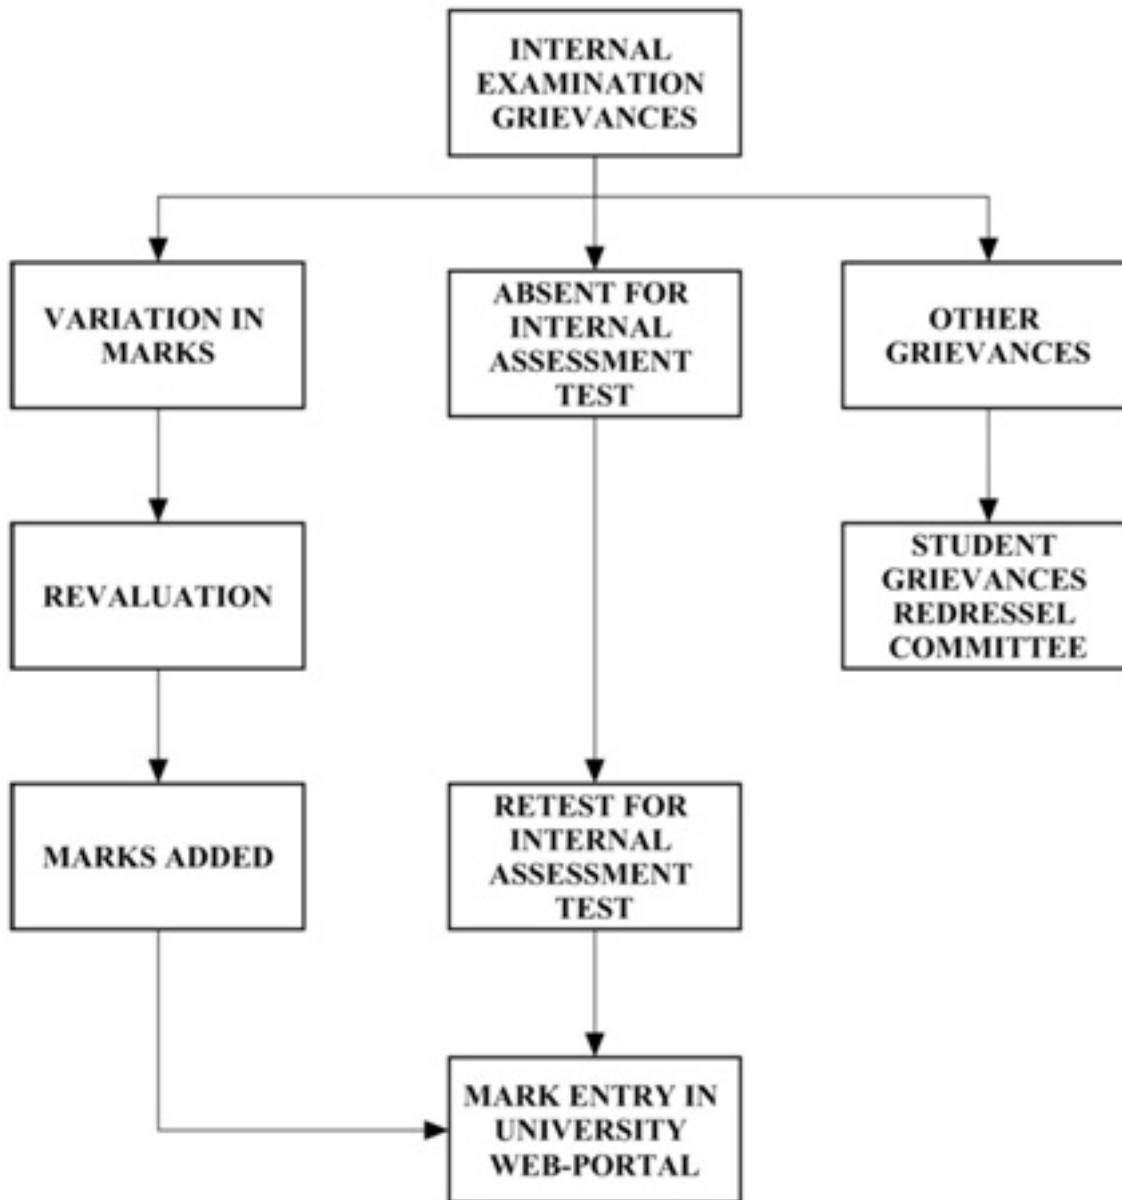 INTERNAL
EXAMINATION
GRIEVANCES
VARIATION IN
MARKS
ABSENT FOR
INTERNAL
ASSESSMENT
TEST
OTHER
GRIEVANCES
REVALUATION
STUDENT
GRIEVANCES
REDRESSEL
COMMITTEE
MARKS ADDED
RETEST FOR
INTERNAL
ASSESSMENT
TEST
MARK ENTRY IN
UNIVERSITY
WEB-PORTAL